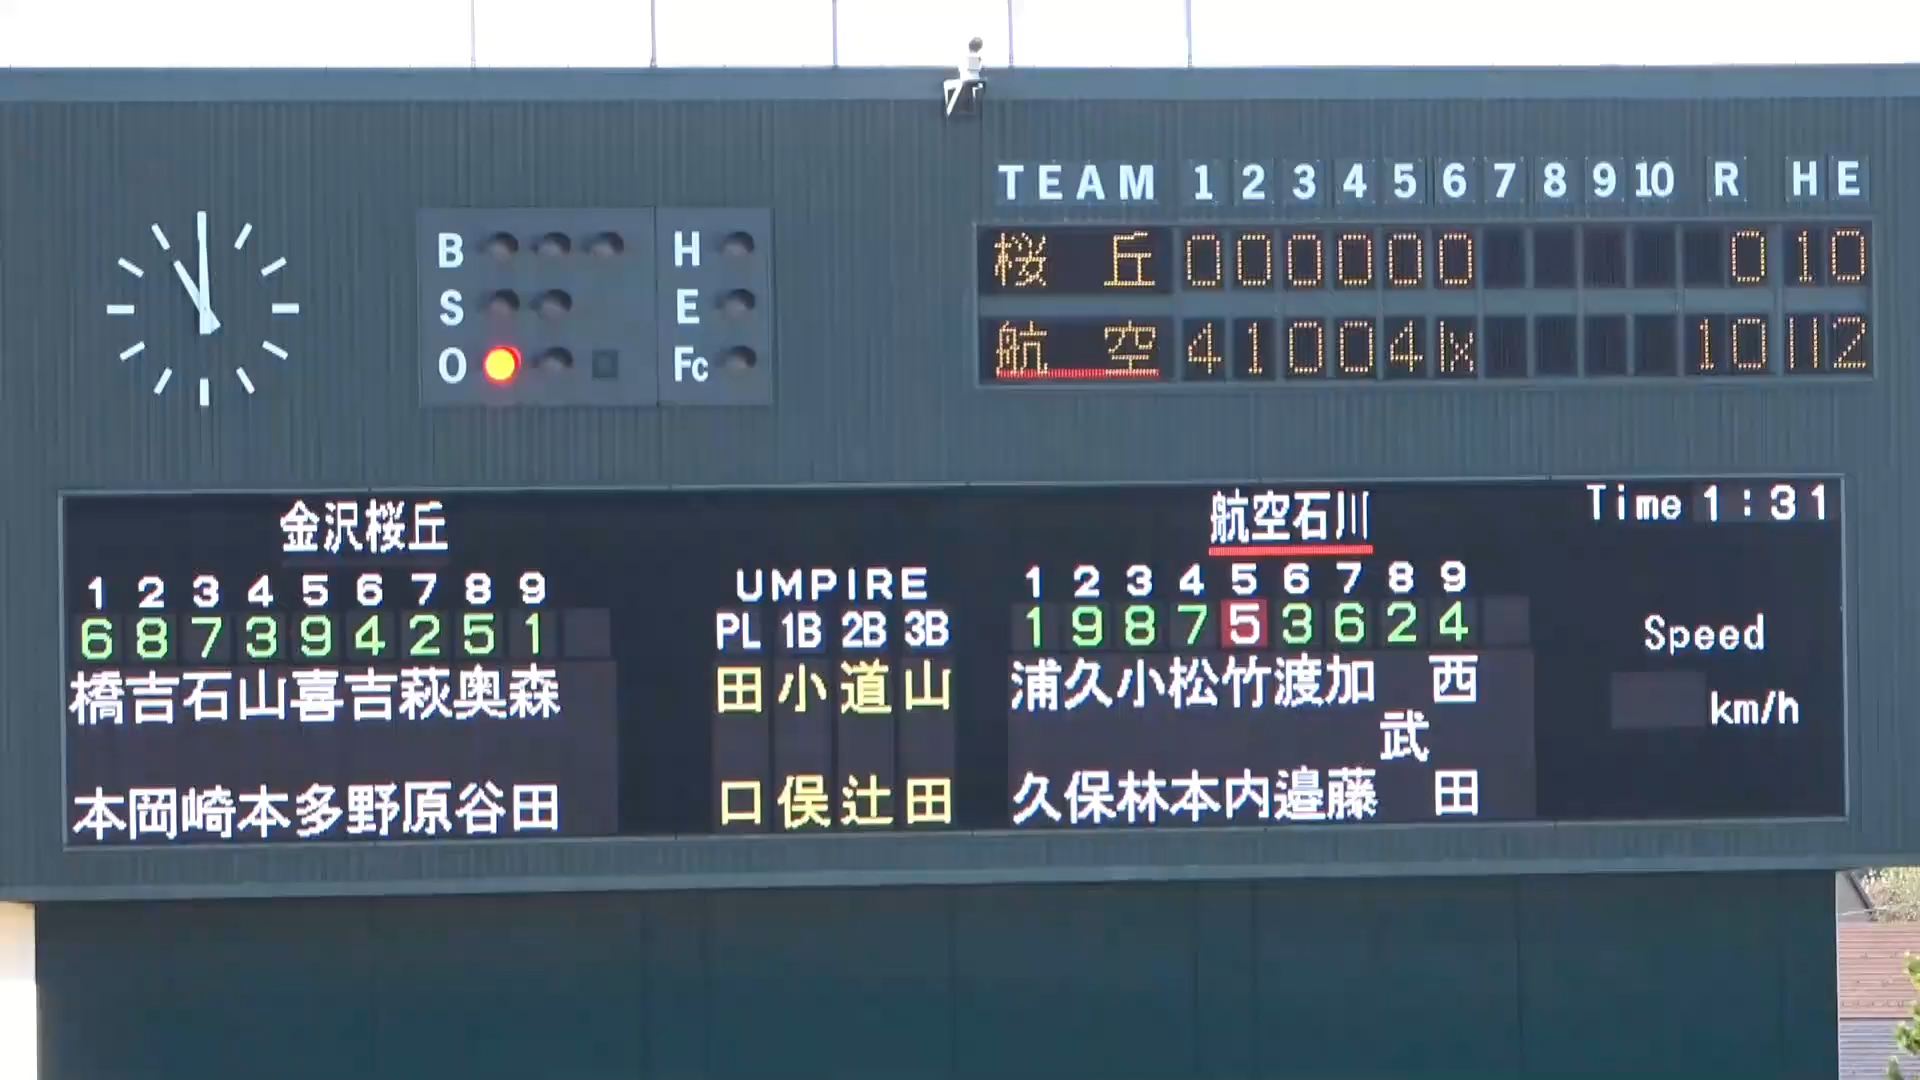 TEAM 1 2 3 4 5 6 7 8 9 10 R H E
桜丘 0 0 0 0 0 0 0 1 0
航空 4 1 0 0 4 1x 10 11 2
B H
S E
O Fc
金沢桜丘
1 2 3 4 5 6 7 8 9
6 8 7 3 9 4 2 5 1
橋本 吉岡 石崎 山本 喜多 吉野 萩原 奥谷 森田
UMPIRE
PL 1B 2B 3B
田口 小俣 道辻 山田
航空石川
1 2 3 4 5 6 7 8 9
1 9 8 7 5 3 6 2 4
浦久 久保 小林 松本 竹内 渡邉 加藤 武 西田
Time 1:31
Speed
km/h